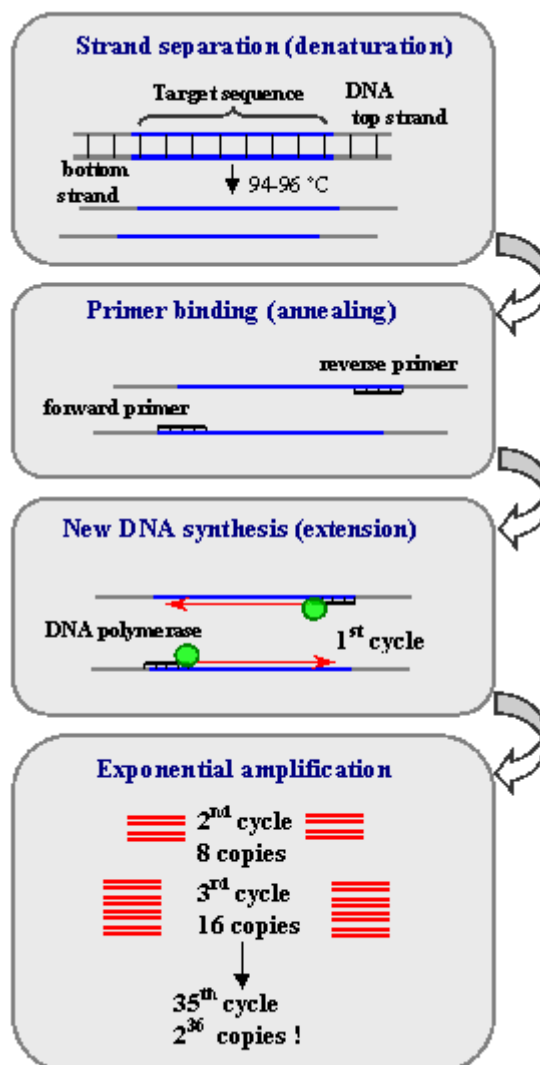 Strand separation (denaturation)
Target sequence
DNA
top strand
bottom
strand
94-96 °C
Primer binding (annealing)
reverse primer
forward primer
New DNA synthesis (extension)
DNA polymerase
1st cycle
Exponential amplification
2nd cycle
8 copies
3rd cycle
16 copies
35th cycle
2^36 copies !